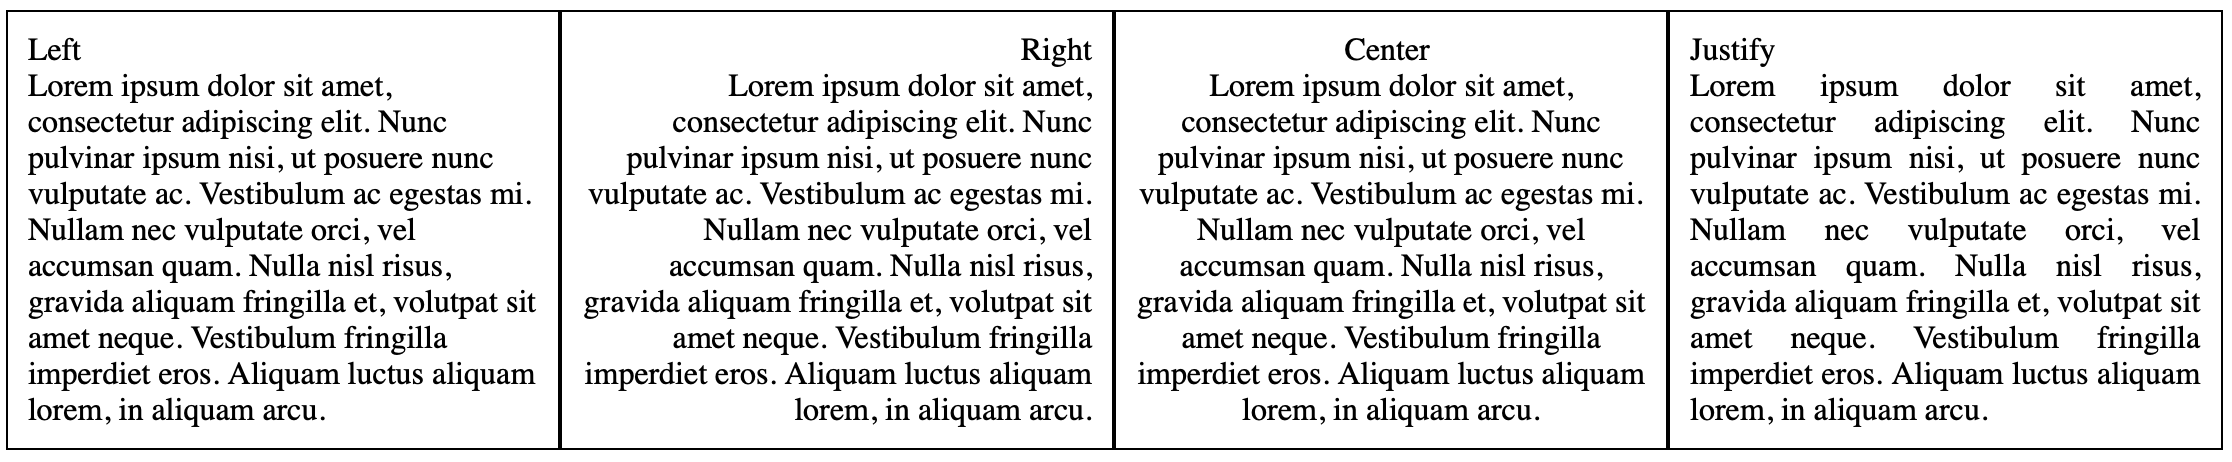 Left
Lorem ipsum dolor sit amet,
consectetur adipiscing elit. Nunc
pulvinar ipsum nisi, ut posuere nunc
vulputate ac. Vestibulum ac egestas mi.
Nullam nec vulputate orci, vel
accumsan quam. Nulla nisl risus,
gravida aliquam fringilla et, volutpat sit
amet neque. Vestibulum fringilla
imperdiet eros. Aliquam luctus aliquam
lorem, in aliquam arcu.
Right
Lorem ipsum dolor sit amet,
consectetur adipiscing elit. Nunc
pulvinar ipsum nisi, ut posuere nunc
vulputate ac. Vestibulum ac egestas mi.
Nullam nec vulputate orci, vel
accumsan quam. Nulla nisl risus,
gravida aliquam fringilla et, volutpat sit
amet neque. Vestibulum fringilla
imperdiet eros. Aliquam luctus aliquam
lorem, in aliquam arcu.
Center
Lorem ipsum dolor sit amet,
consectetur adipiscing elit. Nunc
pulvinar ipsum nisi, ut posuere nunc
vulputate ac. Vestibulum ac egestas mi.
Nullam nec vulputate orci, vel
accumsan quam. Nulla nisl risus,
gravida aliquam fringilla et, volutpat sit
amet neque. Vestibulum fringilla
imperdiet eros. Aliquam luctus aliquam
lorem, in aliquam arcu.
Justify
Lorem ipsum dolor sit amet,
consectetur adipiscing elit. Nunc
pulvinar ipsum nisi, ut posuere nunc
vulputate ac. Vestibulum ac egestas mi.
Nullam nec vulputate orci, vel
accumsan quam. Nulla nisl risus,
gravida aliquam fringilla et, volutpat sit
amet neque. Vestibulum fringilla
imperdiet eros. Aliquam luctus aliquam
lorem, in aliquam arcu.